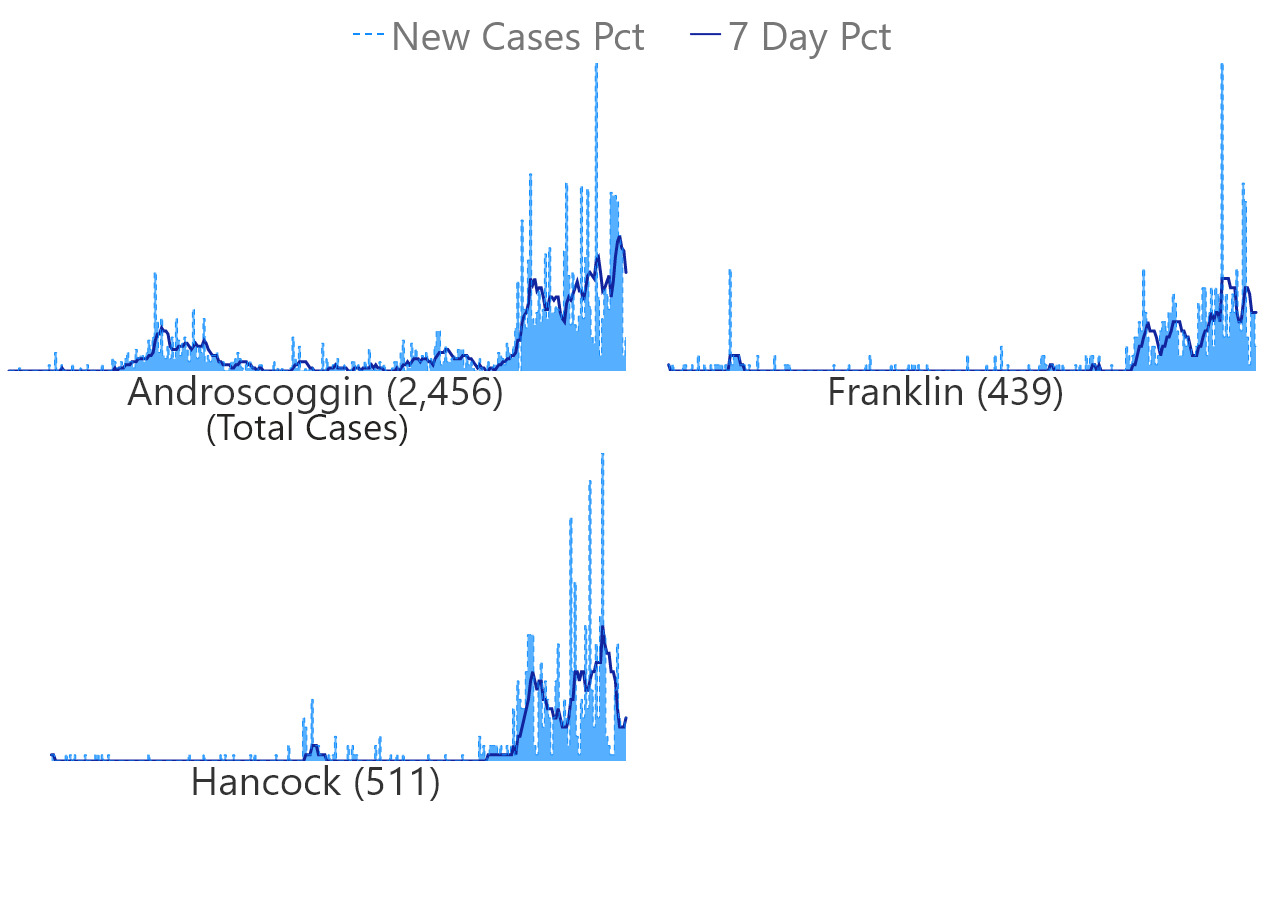 New Cases Pct 7 Day Pct
Androscoggin (2,456)
(Total Cases)
Franklin (439)
Hancock (511)